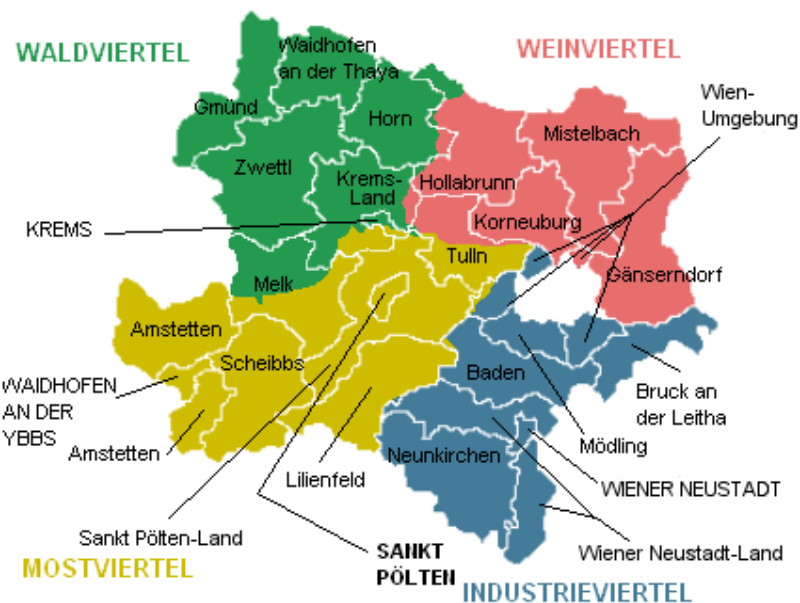 WALDVIERTEL
WEINVIERTEL
Waidhofen
an der Thaya
Gmünd
Horn
Wien-
Umgebung
Mistelbach
Zwettl
Krems-
Land
Hollabrunn
Korneuburg
KREMS
Tulln
Melk
Gänserndorf
Amstetten
Scheibbs
Baden
WAIDHOFEN
AN DER
YBBS
Bruck an
der Leitha
Amstetten
Mödling
Lilienfeld
Neunkirchen
WIENER NEUSTADT
Sankt Pölten-Land
SANKT
PÖLTEN
Wiener Neustadt-Land
MOSTVIERTEL
INDUSTRIEVIERTEL